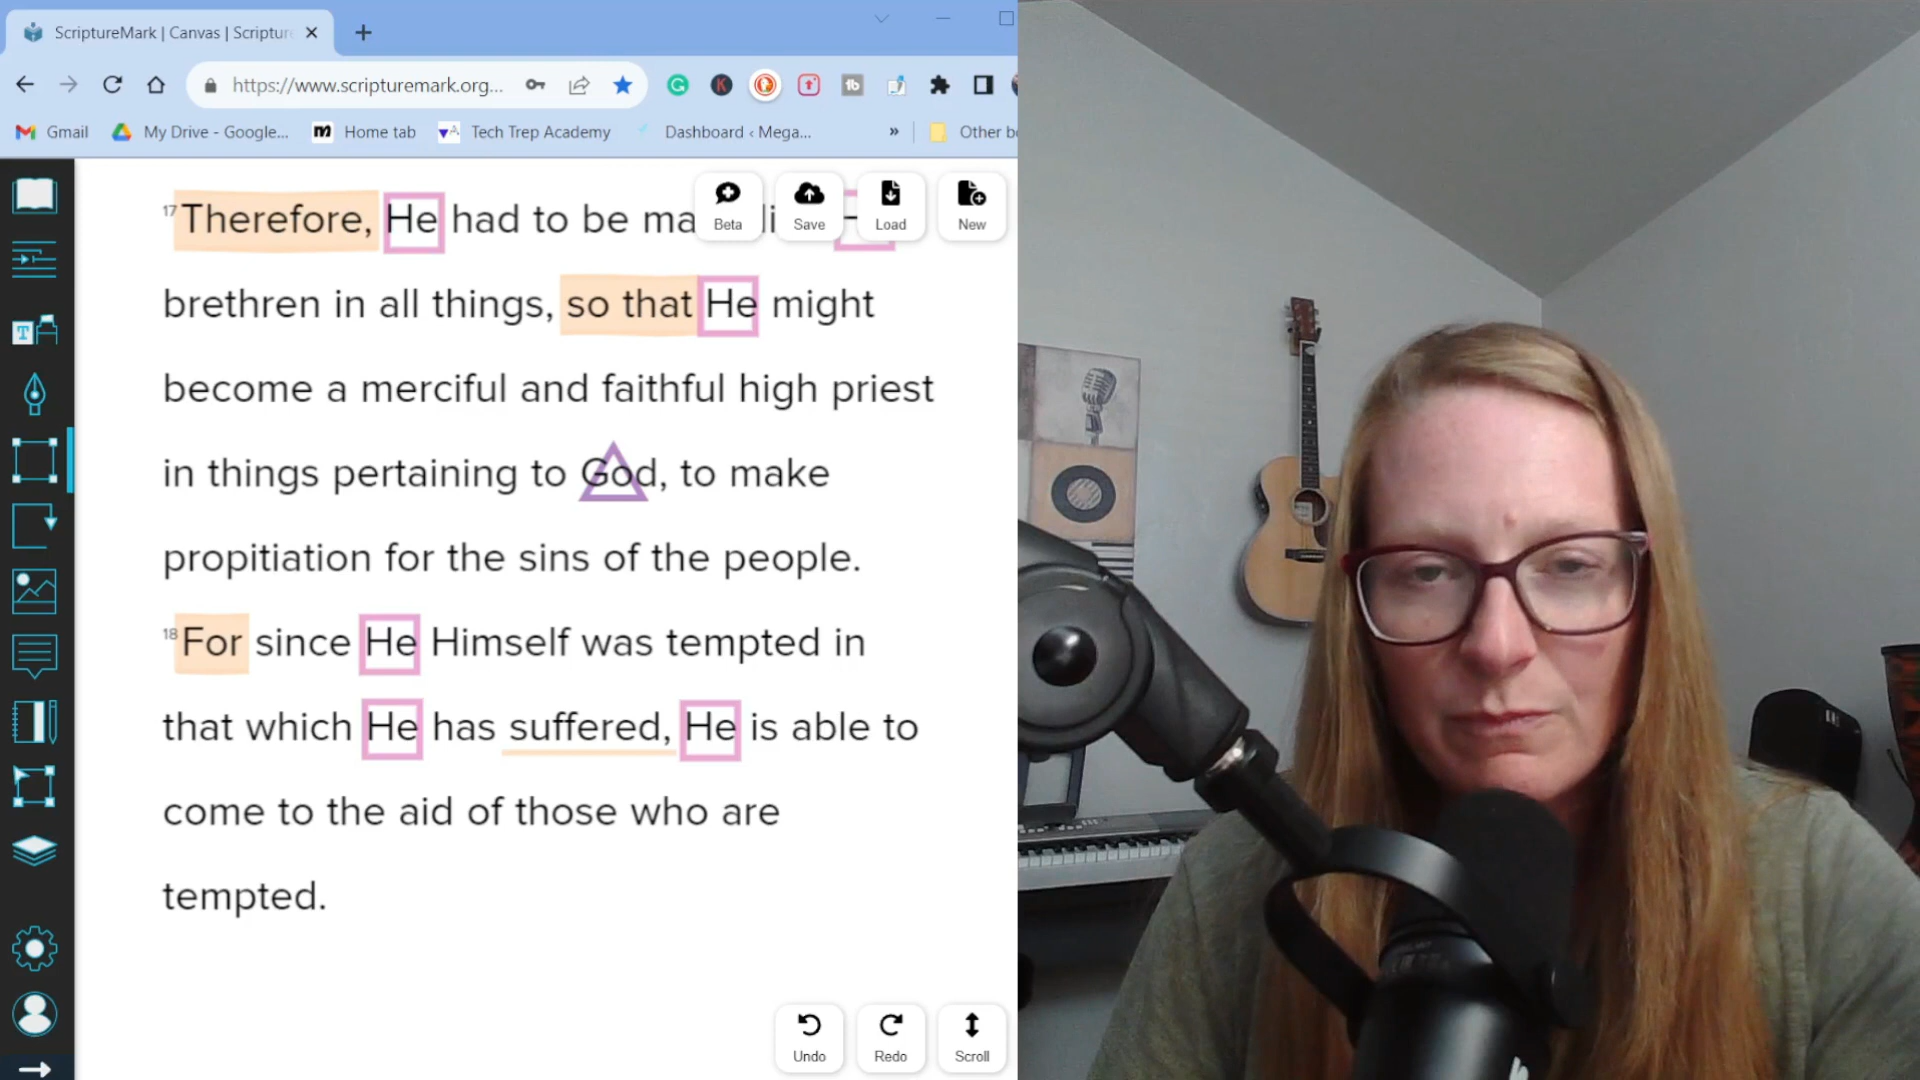 ScriptureMark | Canvas | Scriptur
https://www.scripturemark.org...
Gmail
My Drive - Google...
Home tab
Tech Trep Academy
Dashboard ‹ Mega...
»
Other bo
Beta
Save
Load
New
17 Therefore, He had to be ma
brethren in all things, so that He might
become a merciful and faithful high priest
in things pertaining to God, to make
propitiation for the sins of the people.
18 For since He Himself was tempted in
that which He has suffered, He is able to
come to the aid of those who are
tempted.
Undo
Redo
Scroll